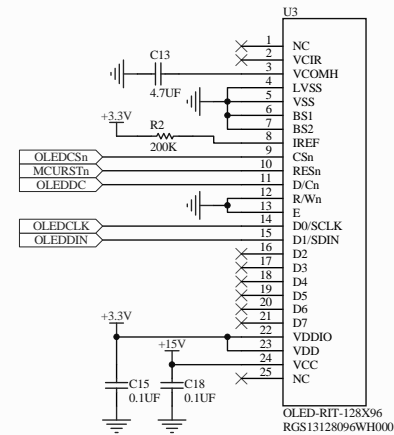 U3
1 NC
2 VCIR
C13
3 VCOMH
4.7UF
4 LVSS
5 VSS
6 BS1
+3.3V
7 BS2
R2
8 IREF
200K
OLEDCSn 9 CSn
MCURSTn 10 RESn
OLEDDC 11 D/Cn
12 R/Wn
13 E
OLEDCLK 14 D0/SCLK
OLEDDIN 15 D1/SDIN
16 D2
17 D3
18 D4
19 D5
20 D6
21 D7
+3.3V
22 VDDIO
23 VDD
+15V
24 VCC
25 NC
C15 C18
0.1UF 0.1UF
OLED-RIT-128X96
RGS13128096WH000